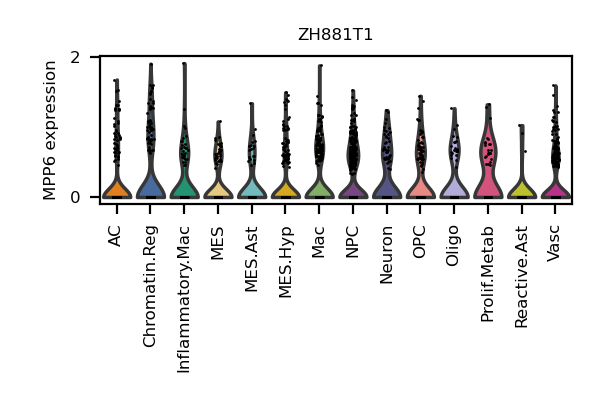 ZH881T1
MPP6 expression
2
0
AC
Chromatin.Reg
Inflammatory.Mac
MES
MES.Ast
MES.Hyp
Mac
NPC
Neuron
OPC
Oligo
Prolif.Metab
Reactive.Ast
Vasc